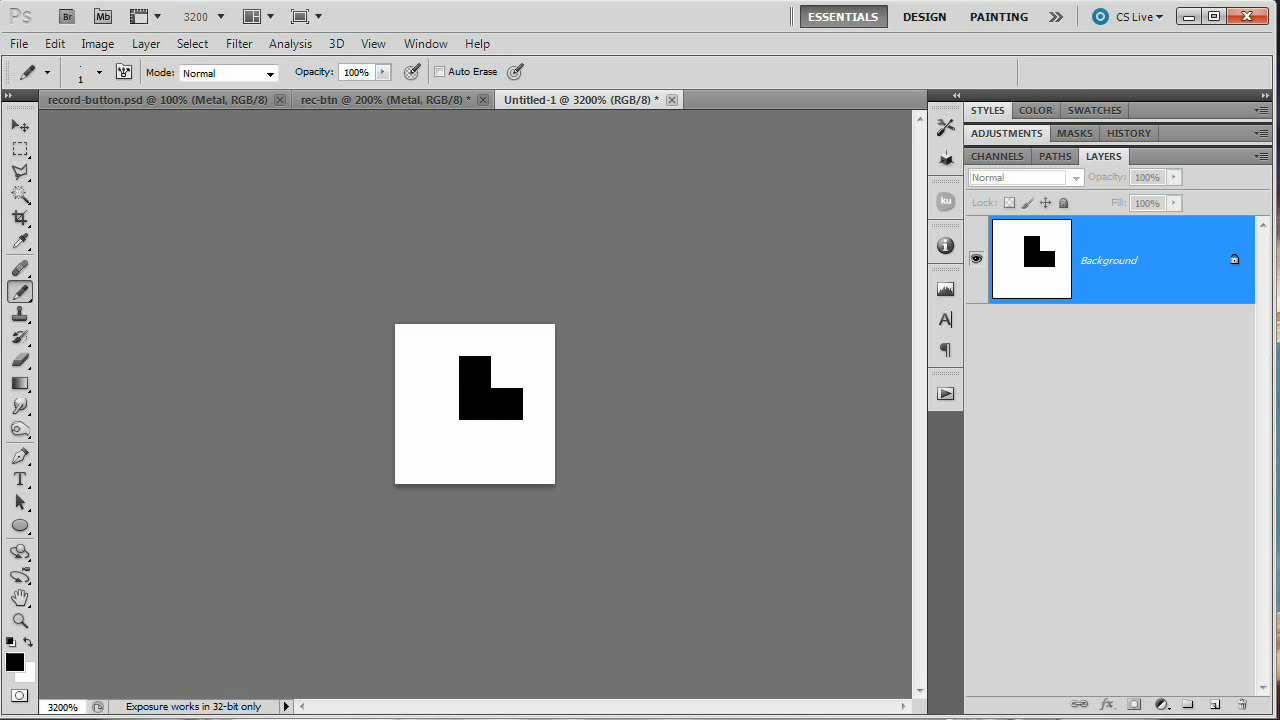 Ps Br Mb 3200 ESSENTIALS DESIGN PAINTING CS Live
File Edit Image Layer Select Filter Analysis 3D View Window Help
1 Mode: Normal Opacity: 100% Auto Erase
record-button.psd @ 100% (Metal, RGB/8) rec-btn @ 200% (Metal, RGB/8) * Untitled-1 @ 3200% (RGB/8) *
STYLES COLOR SWATCHES
ADJUSTMENTS MASKS HISTORY
CHANNELS PATHS LAYERS
Normal Opacity: 100%
Lock: Fill: 100%
ku
Background
3200% Exposure works in 32-bit only